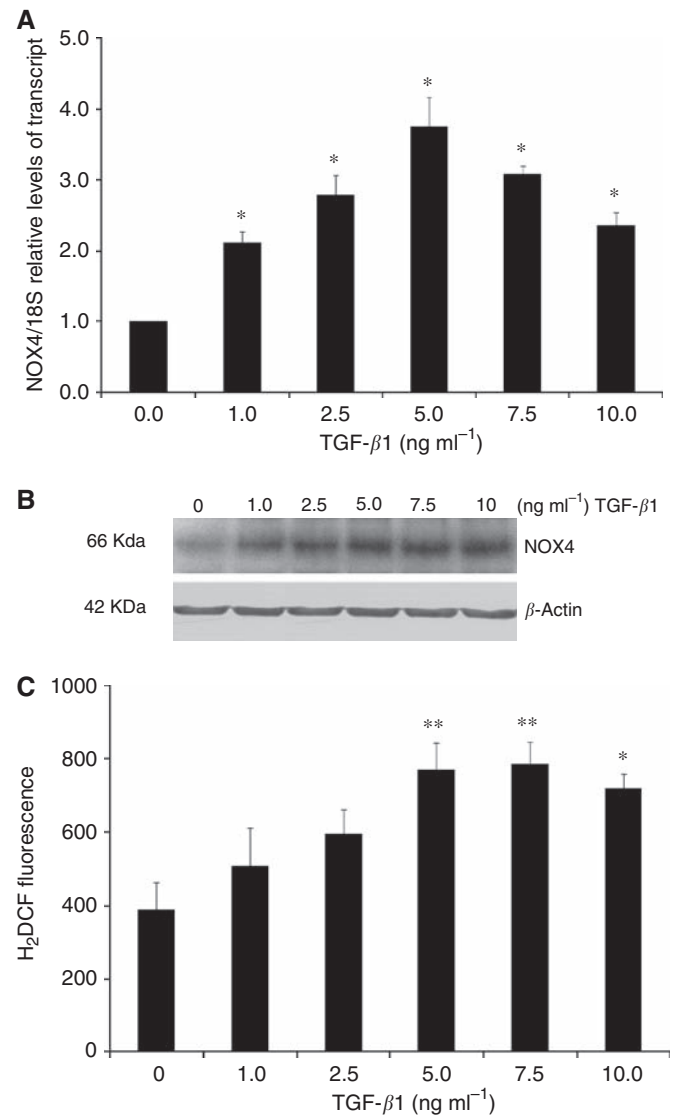 A
NOX4/18S relative levels of transcript
5.0
4.0
3.0
2.0
1.0
0.0
*
*
*
*
*
0.0 1.0 2.5 5.0 7.5 10.0
TGF-β1 (ng ml⁻¹)
B
0 1.0 2.5 5.0 7.5 10 (ng ml⁻¹) TGF-β1
66 Kda NOX4
42 KDa β-Actin
C
H₂DCF fluorescence
1000
800
600
400
200
0
**
**
*
0 1.0 2.5 5.0 7.5 10.0
TGF-β1 (ng ml⁻¹)